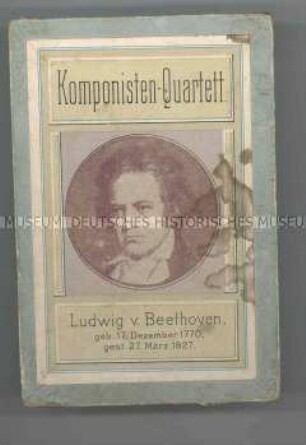 Komponisten-Quartett
MUSEUM DEUTSCHES HISTORISCHES MUSEUM
Ludwig v. Beethoven.
geb. 17. Dezember 1770,
gest. 27. März 1827.